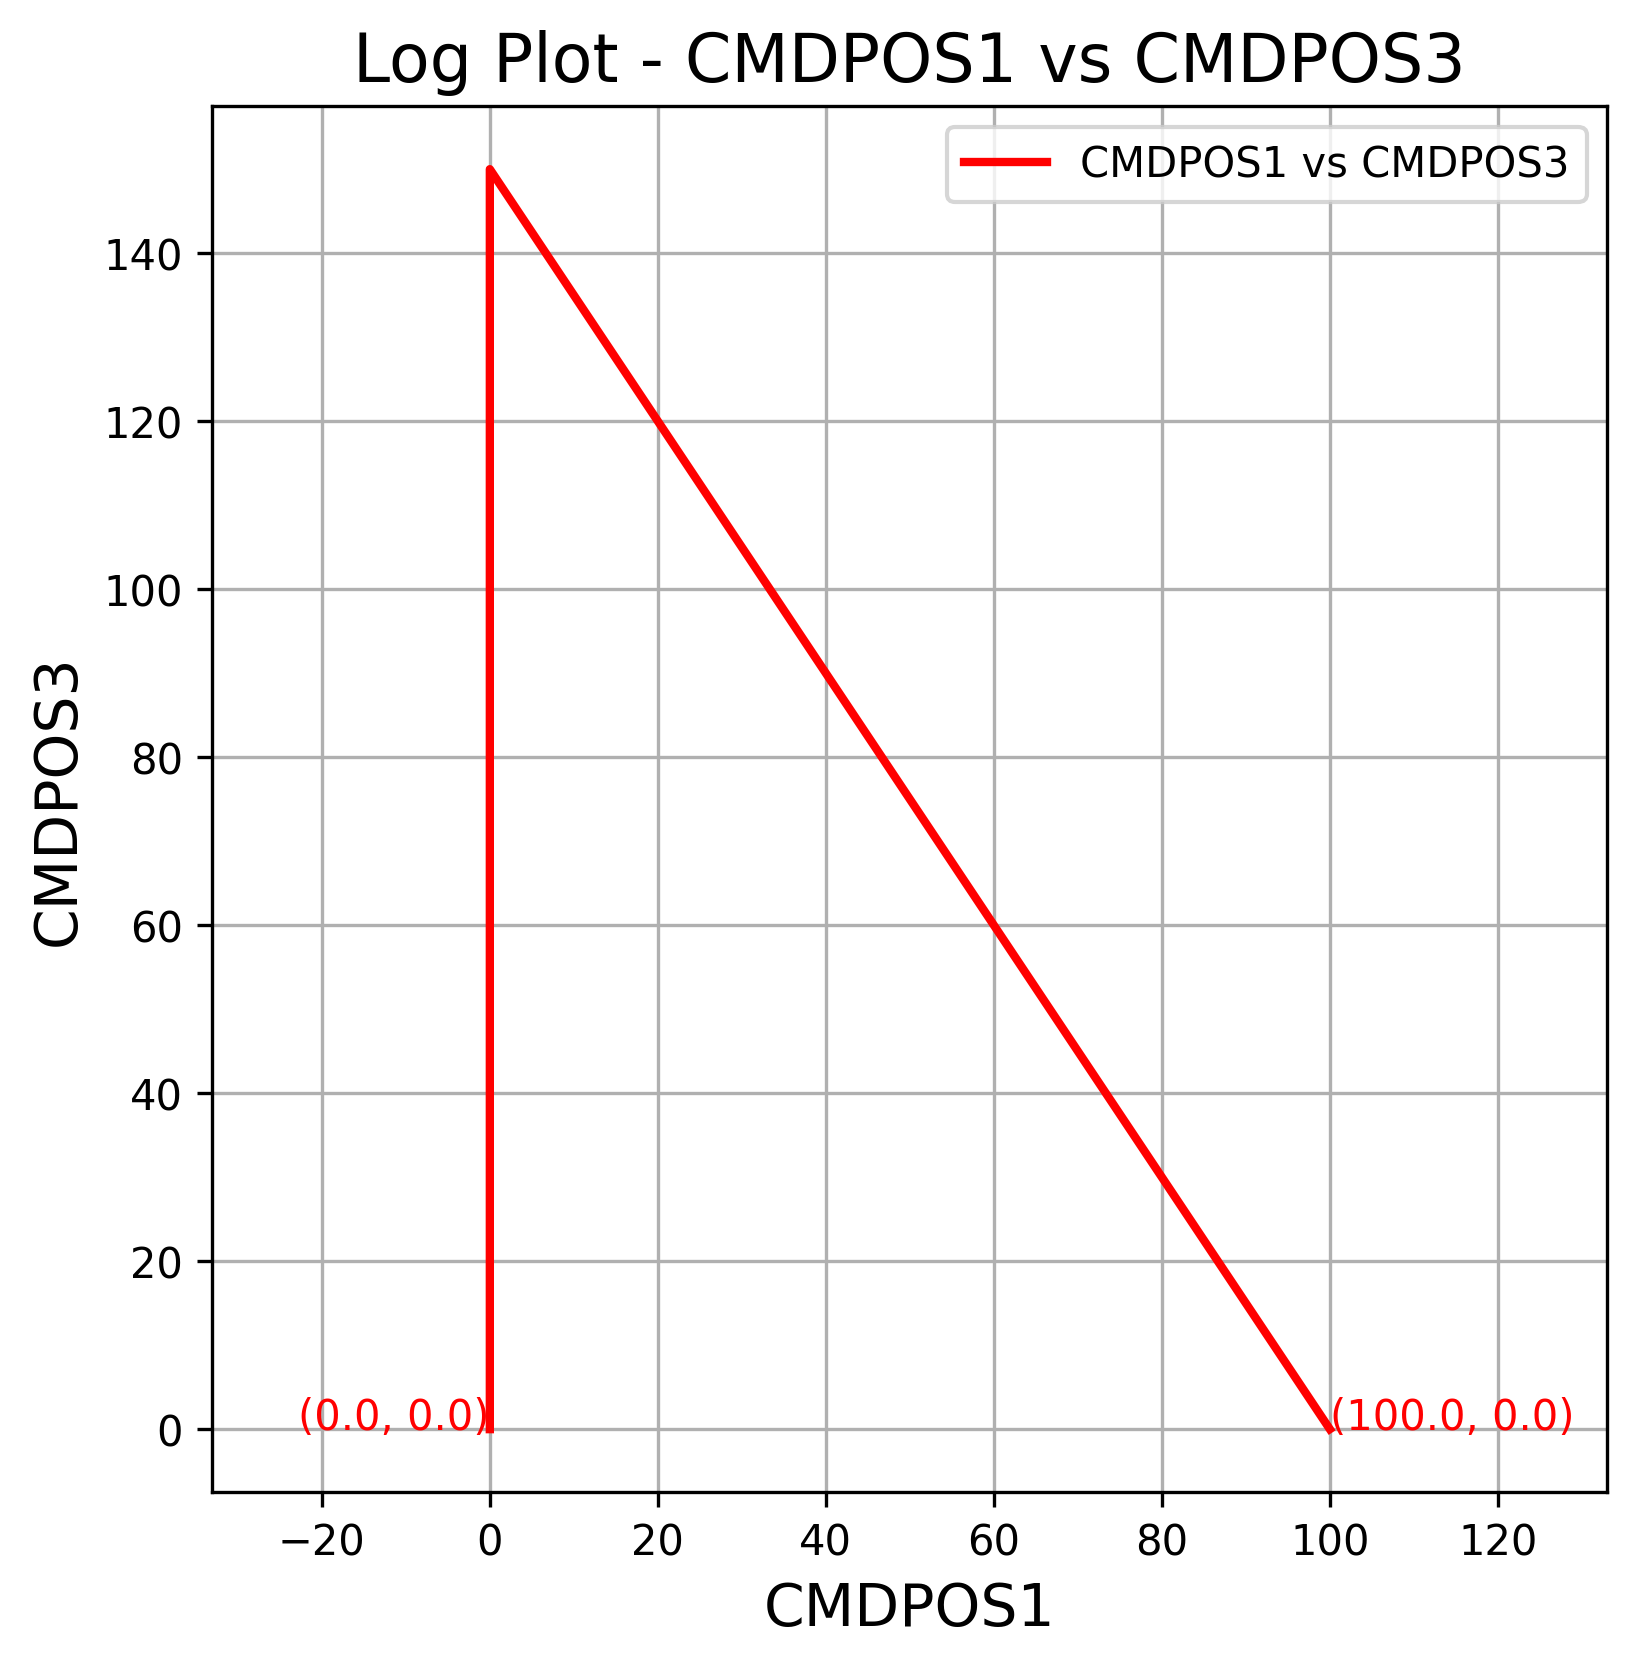 Log Plot - CMDPOS1 vs CMDPOS3
CMDPOS1 vs CMDPOS3
CMDPOS3
140
120
100
80
60
40
20
0
(0.0, 0.0)
(100.0, 0.0)
−20 0 20 40 60 80 100 120
CMDPOS1